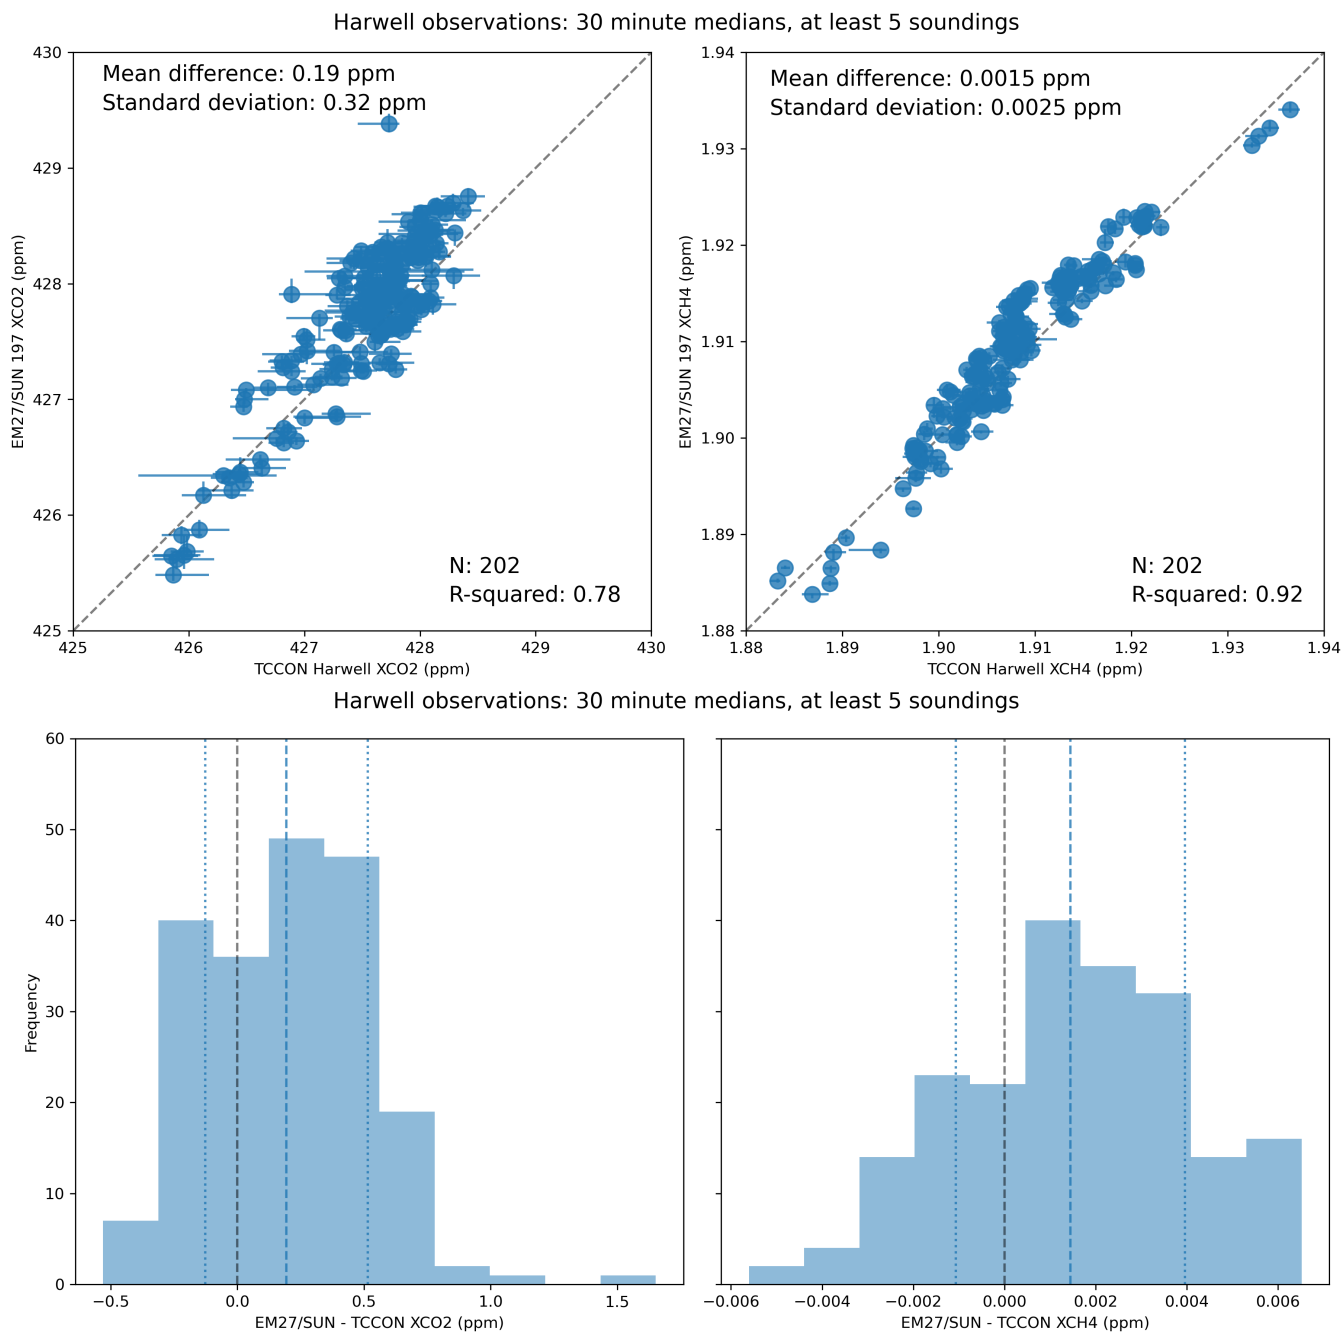 Harwell observations: 30 minute medians, at least 5 soundings
430
429
428
427
426
425
EM27/SUN 197 XCO2 (ppm)
Mean difference: 0.19 ppm
Standard deviation: 0.32 ppm
N: 202
R-squared: 0.78
425 426 427 428 429 430
TCCON Harwell XCO2 (ppm)
1.94
1.93
1.92
1.91
1.90
1.89
1.88
EM27/SUN 197 XCH4 (ppm)
Mean difference: 0.0015 ppm
Standard deviation: 0.0025 ppm
N: 202
R-squared: 0.92
1.88 1.89 1.90 1.91 1.92 1.93 1.94
TCCON Harwell XCH4 (ppm)
Harwell observations: 30 minute medians, at least 5 soundings
60
50
40
30
20
10
0
Frequency
−0.5 0.0 0.5 1.0 1.5
EM27/SUN - TCCON XCO2 (ppm)
−0.006 −0.004 −0.002 0.000 0.002 0.004 0.006
EM27/SUN - TCCON XCH4 (ppm)